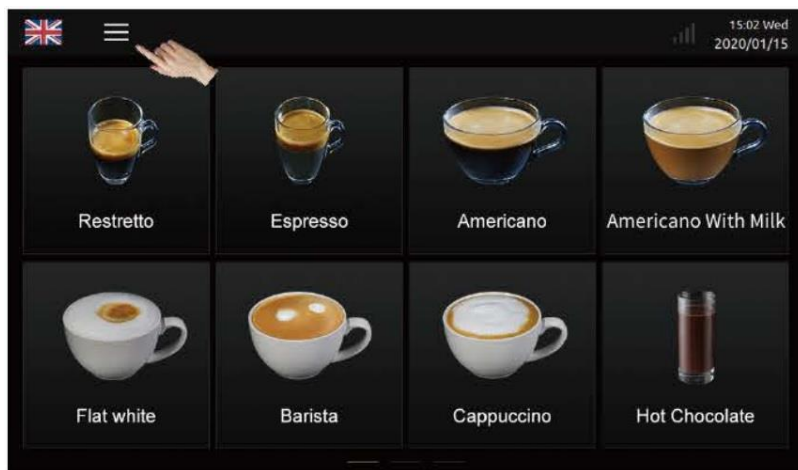 15:02 Wed
2020/01/15
Restretto
Espresso
Americano
Americano With Milk
Flat white
Barista
Cappuccino
Hot Chocolate